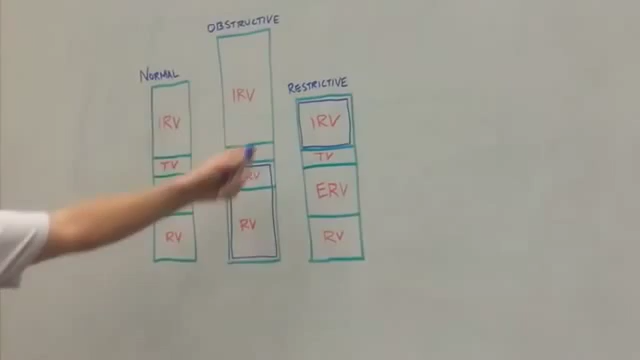 NORMAL
IRV
TV
RV
OBSTRUCTIVE
IRV
RV
RESTRICTIVE
IRV
TV
ERV
RV